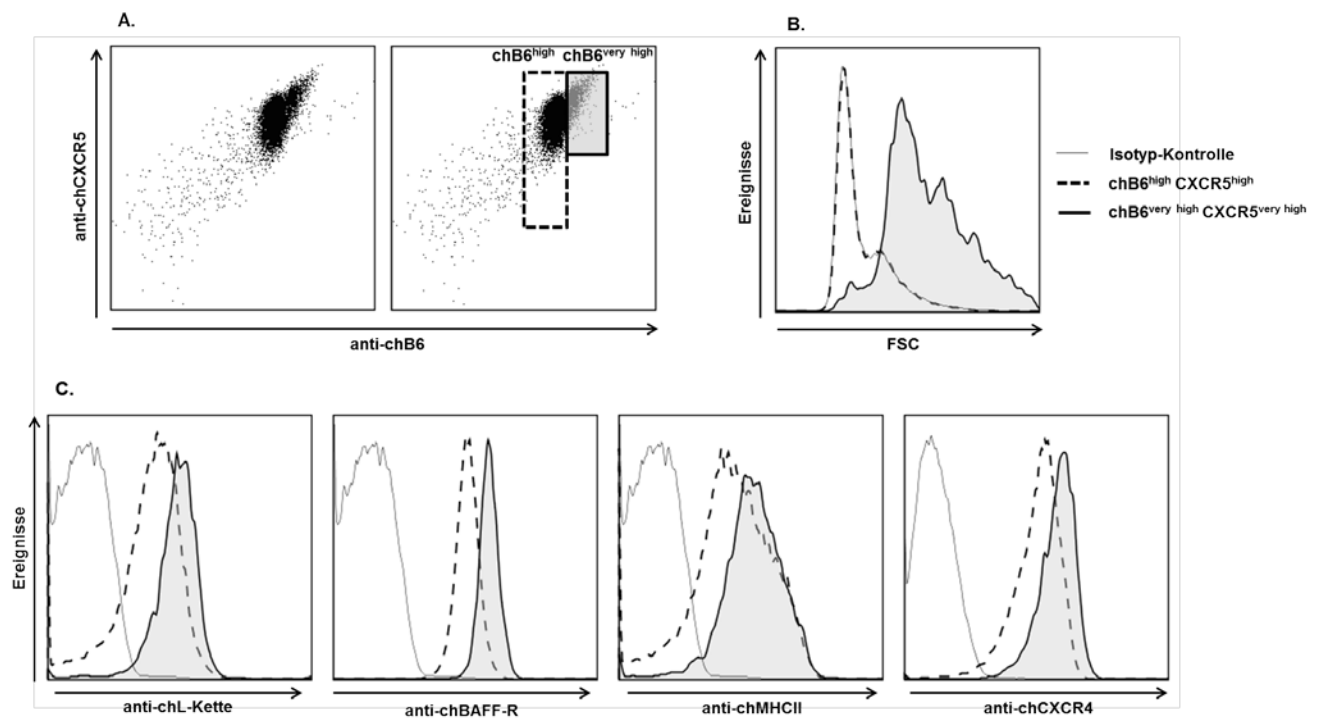 A.
B.
chB6high chB6very high
anti-chCXCR5
anti-chB6
Ereignisse
FSC
Isotyp-Kontrolle
chB6high CXCR5high
chB6very high CXCR5very high
C.
Ereignisse
anti-chL-Kette
anti-chBAFF-R
anti-chMHCII
anti-chCXCR4